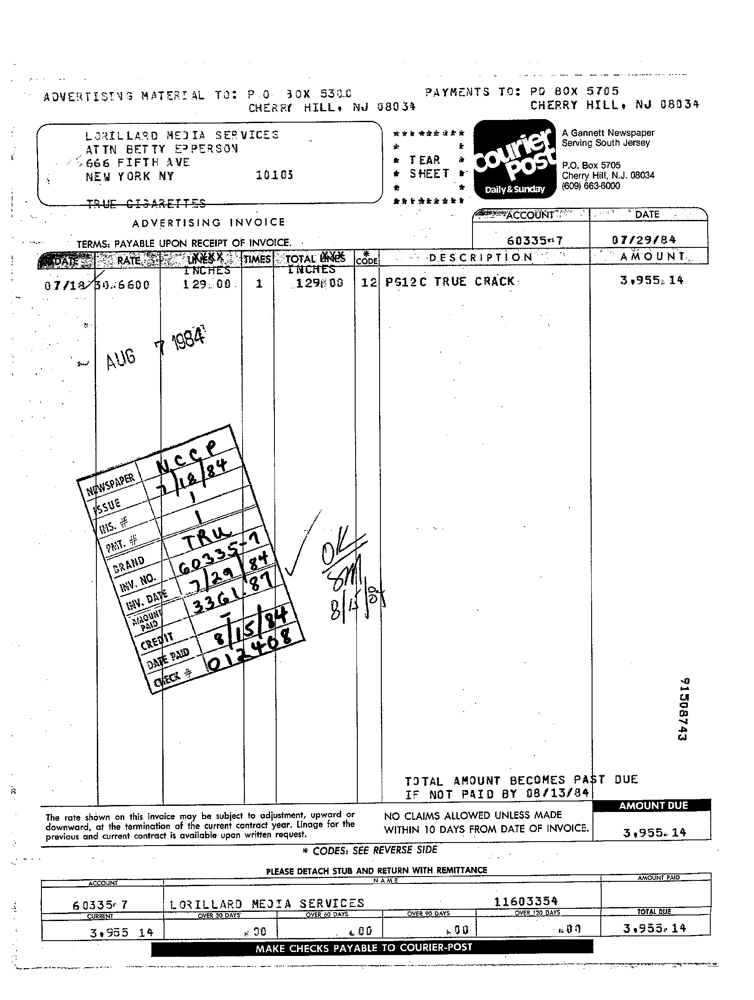 ADVERTISING MATERIAL TO: P.O. BOX 5300 PAYMENTS TO: PO BOX 5705
CHERRY HILL, NJ 08034 CHERRY HILL, NJ 08034
LORILLARD MEDIA SERVICES
ATTN BETTY EPPERSON
666 FIFTH AVE
NEW YORK NY 10103
TRUE CIGARETTES
*********
* *
* TEAR *
* SHEET *
* *
*********
courier
POST
Daily & Sunday
A Gannett Newspaper
Serving South Jersey
P.O. Box 5705
Cherry Hill, N.J. 08034
(609) 663-6000
ADVERTISING INVOICE
ACCOUNT DATE
TERMS: PAYABLE UPON RECEIPT OF INVOICE. 60335-7 07/29/84
DATE RATE LINES TIMES TOTAL LINES * CODE DESCRIPTION AMOUNT
INCHES INCHES
07/18 30.6600 129.00 1 129.00 12 PG12C TRUE CRACK 3,955.14
AUG 7 1984
NEWSPAPER NCCP
ISSUE 7/18/84
INS. # 1
PMT. # 1
BRAND TRU
INV. NO. 60335-7
INV. DATE 7/29/84
AMOUNT PAID 3361.87
CREDIT –
DATE PAID 8/15/84
CHECK # 012408
OK
SM
8/15/84
91508743
TOTAL AMOUNT BECOMES PAST DUE
IF NOT PAID BY 08/13/84
The rate shown on this invoice may be subject to adjustment, upward or
downward, at the termination of the current contract year. Linage for the
previous and current contract is available upon written request.
NO CLAIMS ALLOWED UNLESS MADE
WITHIN 10 DAYS FROM DATE OF INVOICE.
AMOUNT DUE
3,955.14
* CODES: SEE REVERSE SIDE
PLEASE DETACH STUB AND RETURN WITH REMITTANCE
ACCOUNT NAME AMOUNT PAID
60335-7 LORILLARD MEDIA SERVICES 11603354
CURRENT OVER 30 DAYS OVER 60 DAYS OVER 90 DAYS OVER 120 DAYS TOTAL DUE
3,955 14 .00 .00 .00 .00 3,955.14
MAKE CHECKS PAYABLE TO COURIER-POST